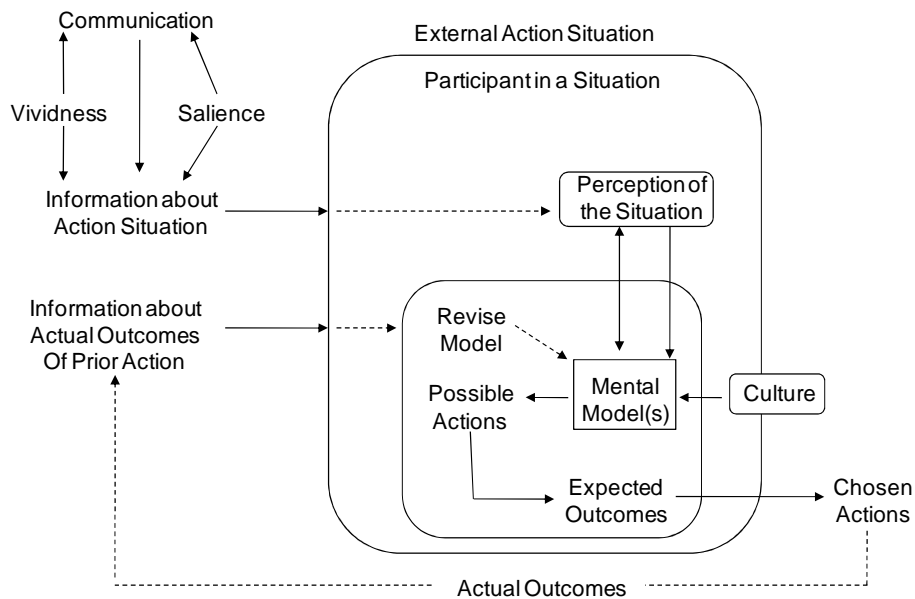 Communication
External Action Situation
Participant in a Situation
Vividness
Salience
Information about
Action Situation
Perception of
the Situation
Information about
Actual Outcomes
Of Prior Action
Revise
Model
Possible
Actions
Mental
Model(s)
Culture
Expected
Outcomes
Chosen
Actions
Actual Outcomes